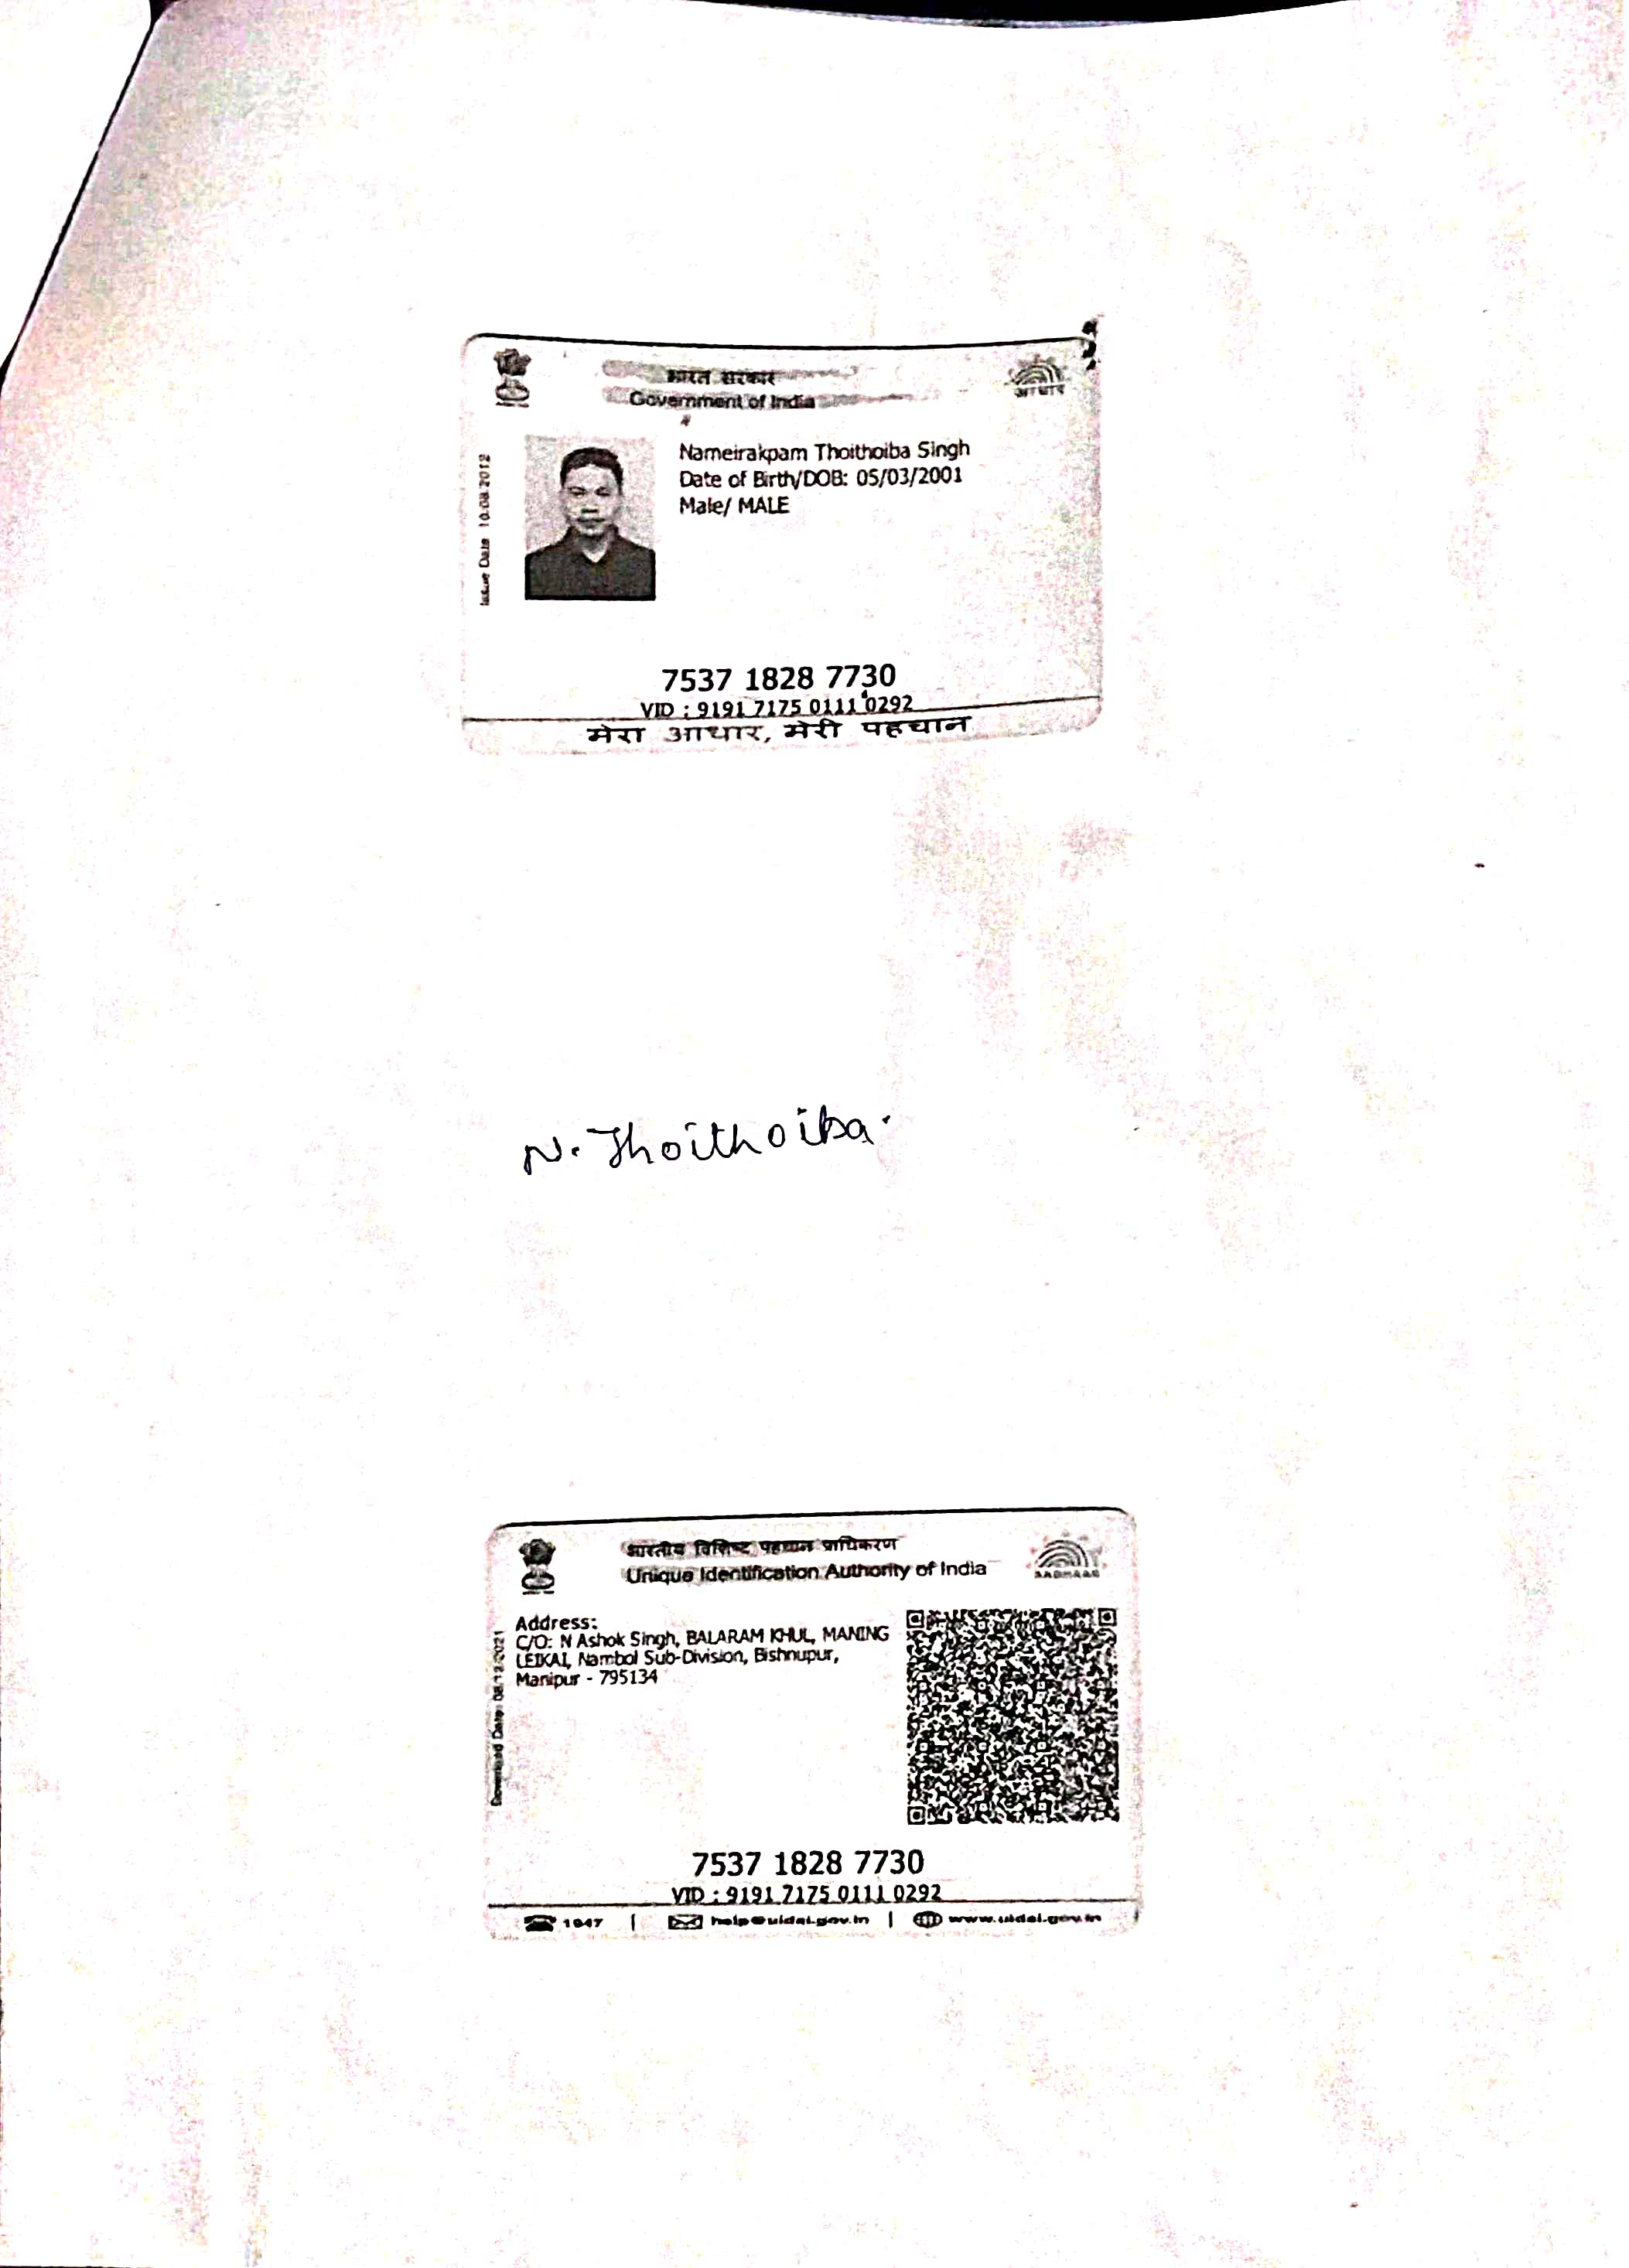 भारत सरकार
Government of India
आधार
Issue Date 10.08.2012
Nameirakpam Thoithoiba Singh
Date of Birth/DOB: 05/03/2001
Male/ MALE
7537 1828 7730
VID : 9191 7175 0111 0292
मेरा आधार, मेरी पहचान
N. Thoithoiba.
भारतीय विशिष्ट पहचान प्राधिकरण
Unique Identification Authority of India
AADHAAR
Download Date: 08.12.2021
Address:
C/O: N Ashok Singh, BALARAM KHUL, MANING
LEIKAI, Nambol Sub-Division, Bishnupur,
Manipur - 795134
7537 1828 7730
VID : 9191 7175 0111 0292
1947 | help@uidai.gov.in | www.uidai.gov.in